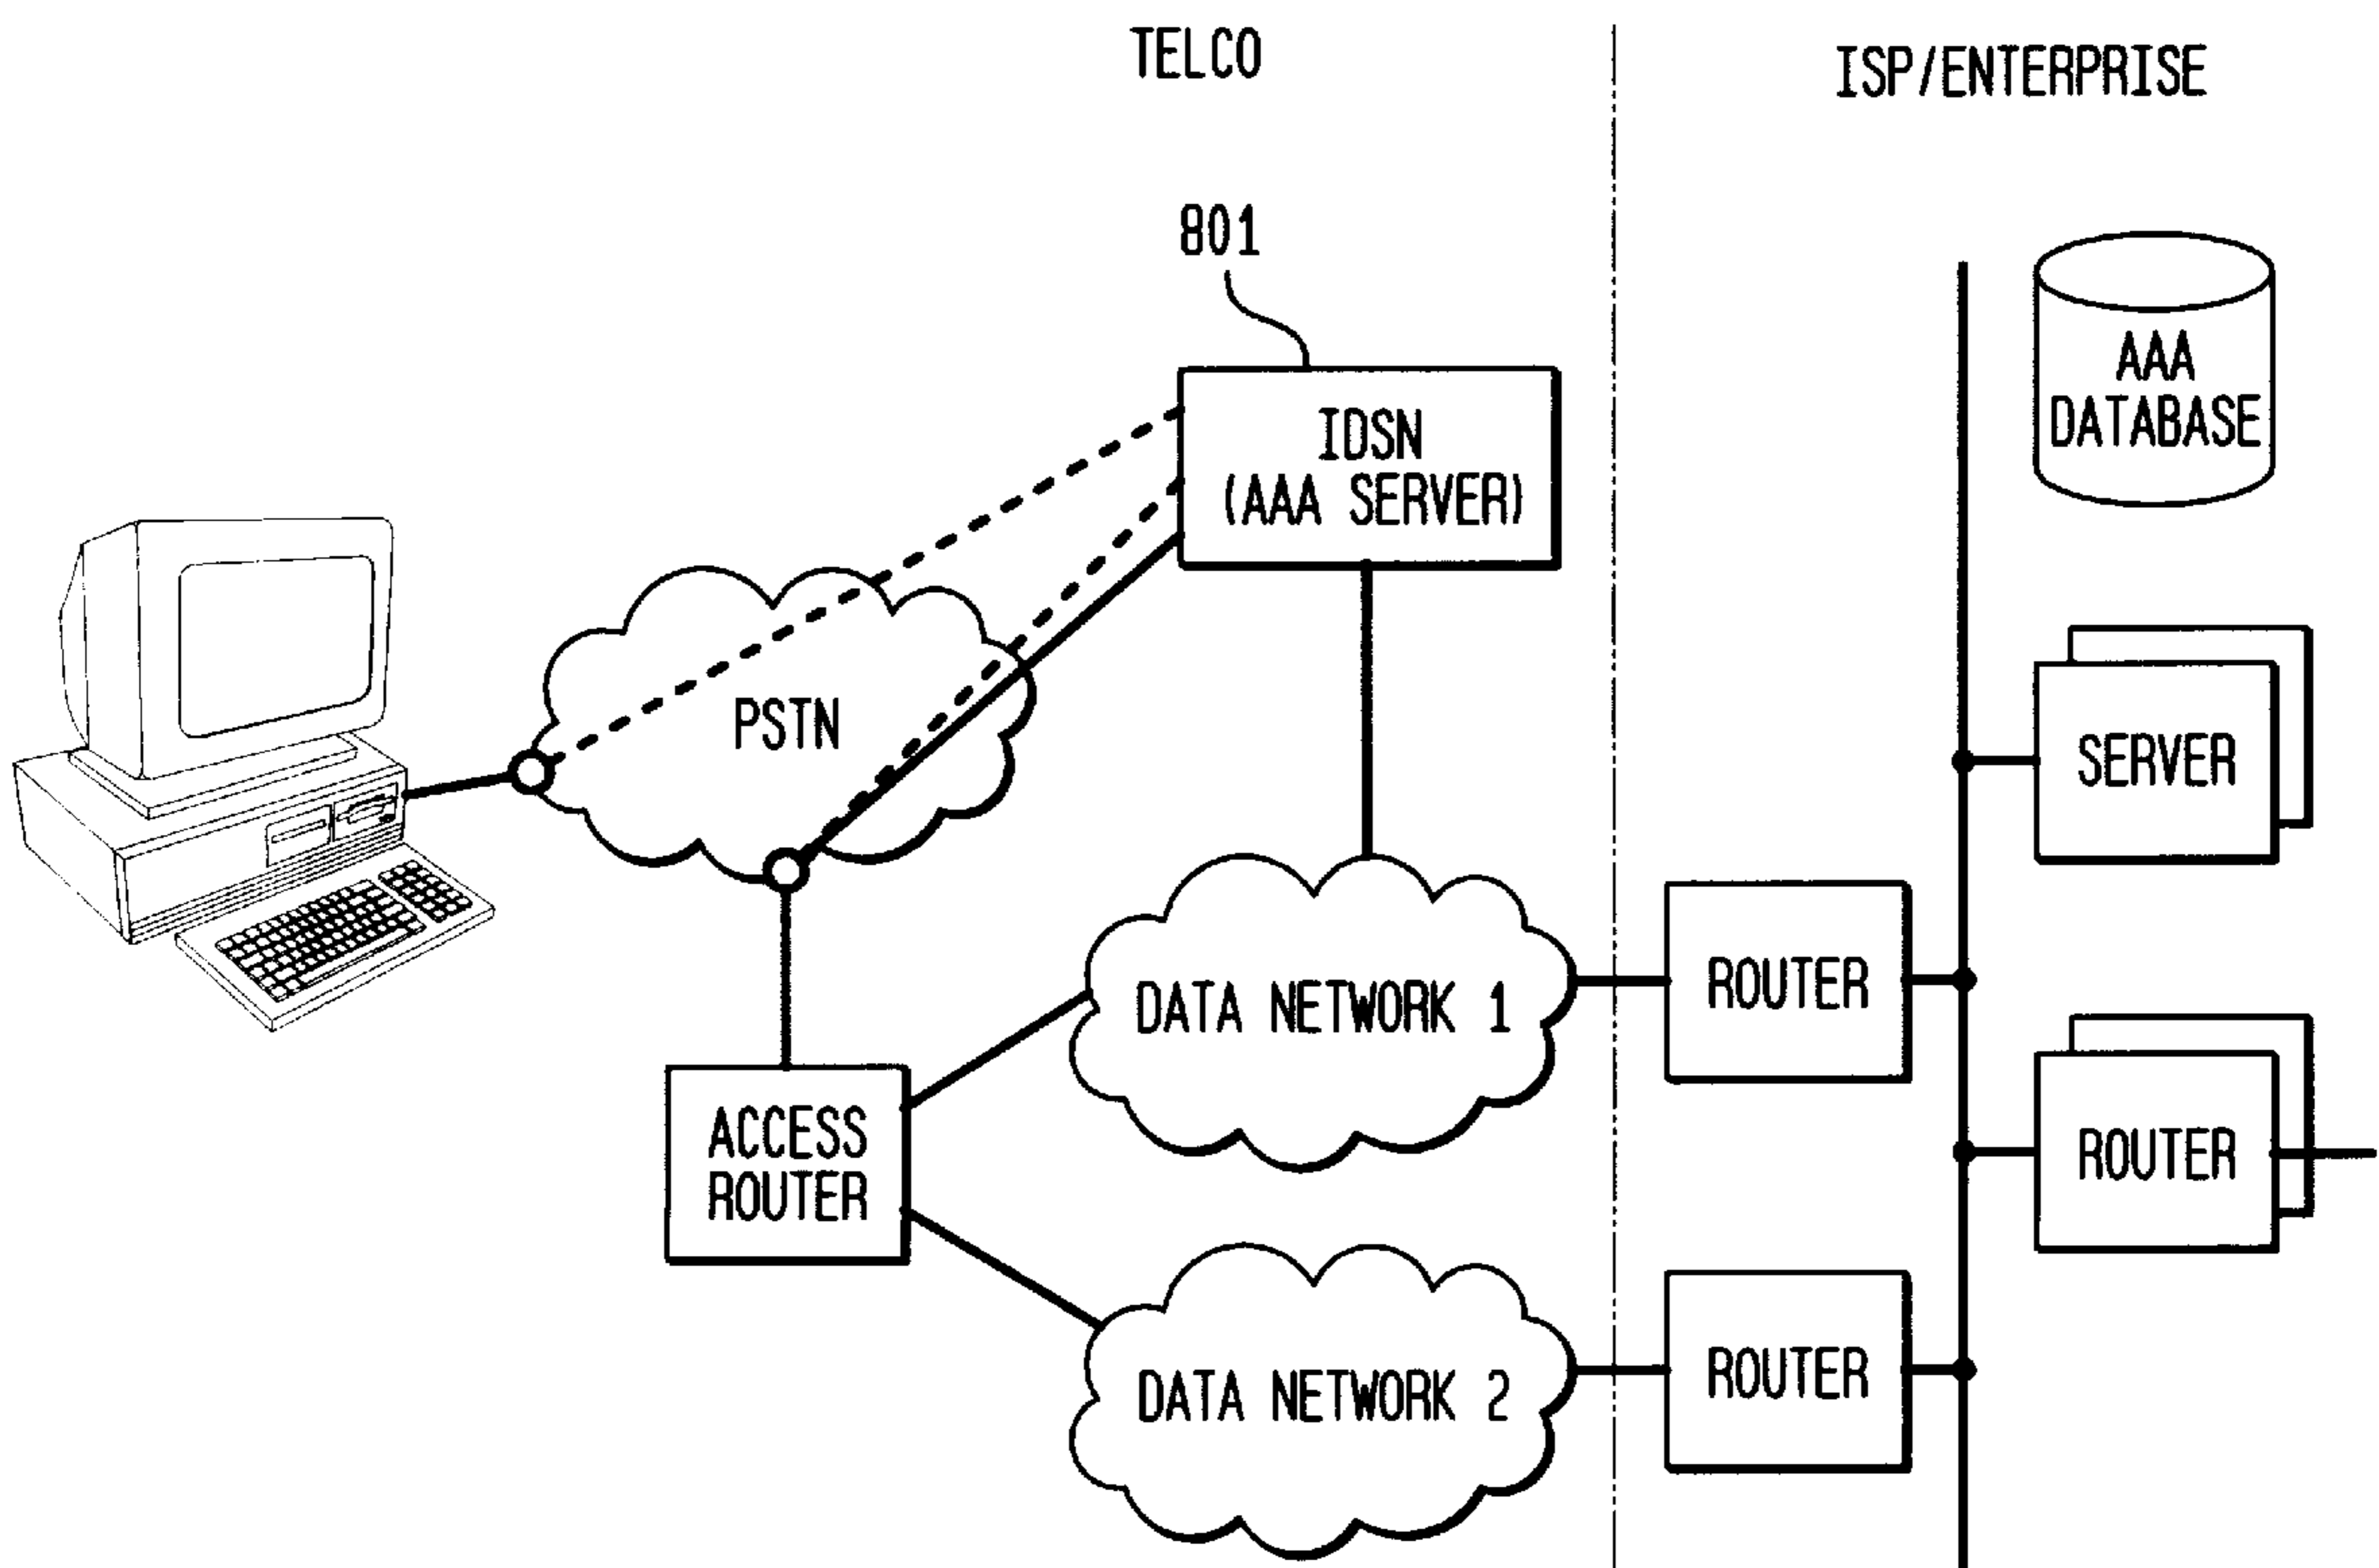 TELCO
ISP/ENTERPRISE
801
IDSN
(AAA SERVER)
AAA
DATABASE
PSTN
SERVER
DATA NETWORK 1
ROUTER
ACCESS
ROUTER
ROUTER
DATA NETWORK 2
ROUTER